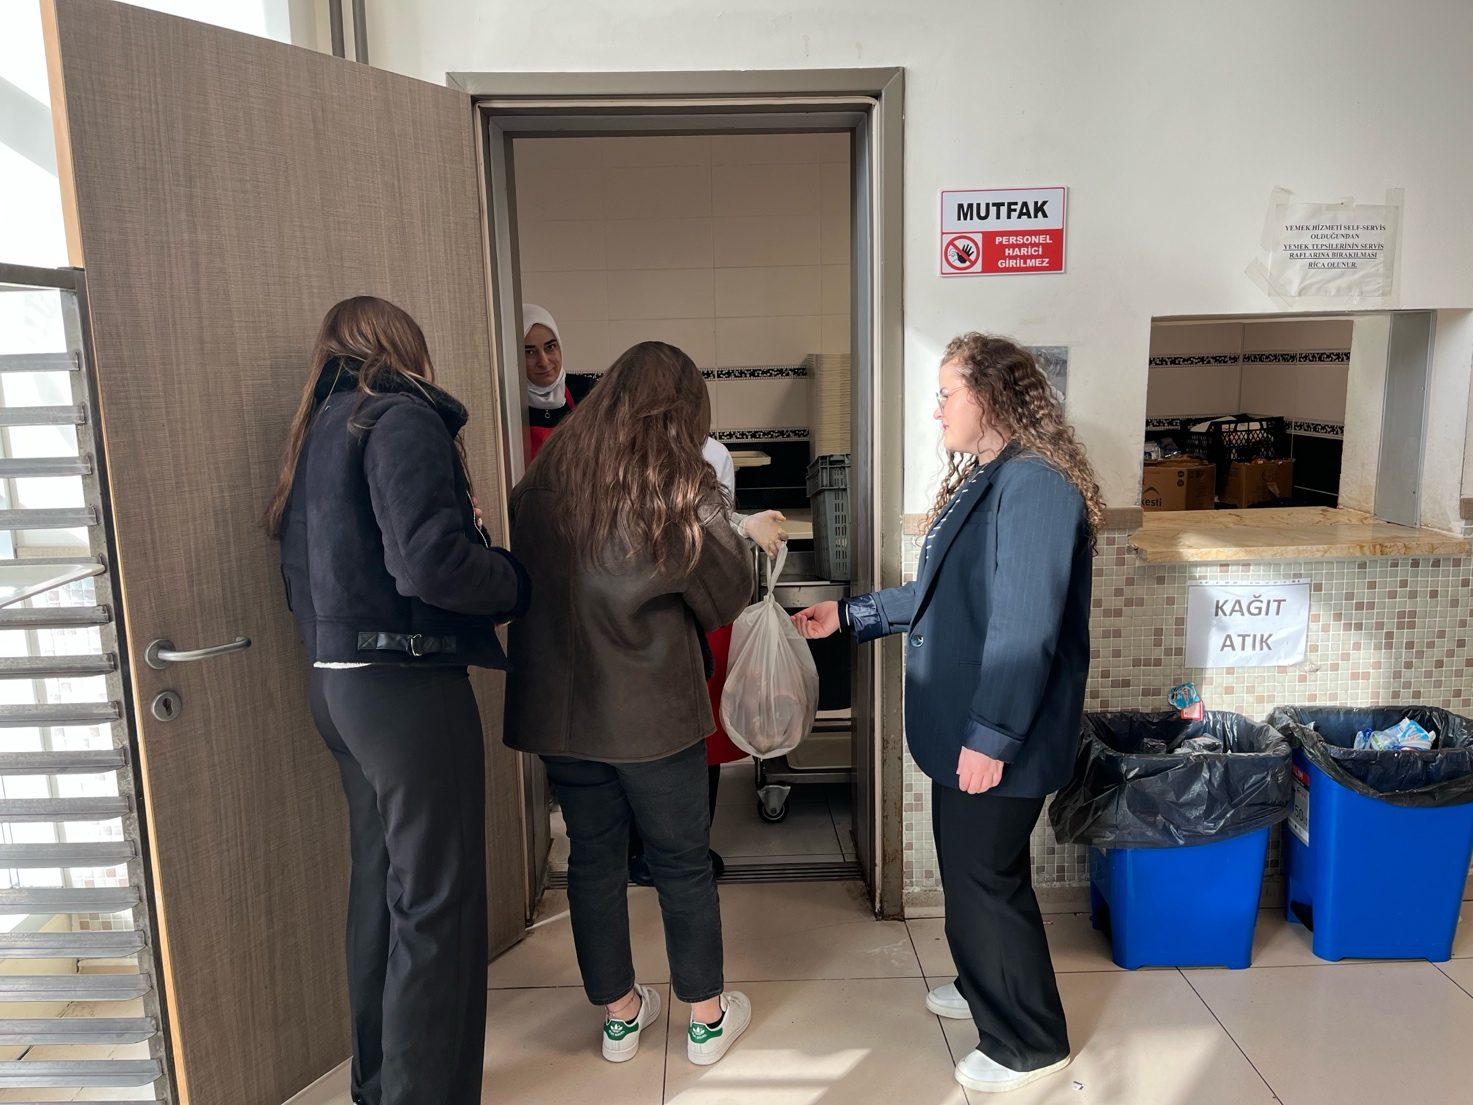 MUTFAK
PERSONEL
HARİCİ
GİRİLMEZ
YEMEK HİZMETİ SELF-SERVİS
OLDUĞUNDAN
YEMEK TEPSİLERİNİN SERVİS
RAFLARINA BIRAKILMASI
RİCA OLUNUR.
KAĞIT
ATIK